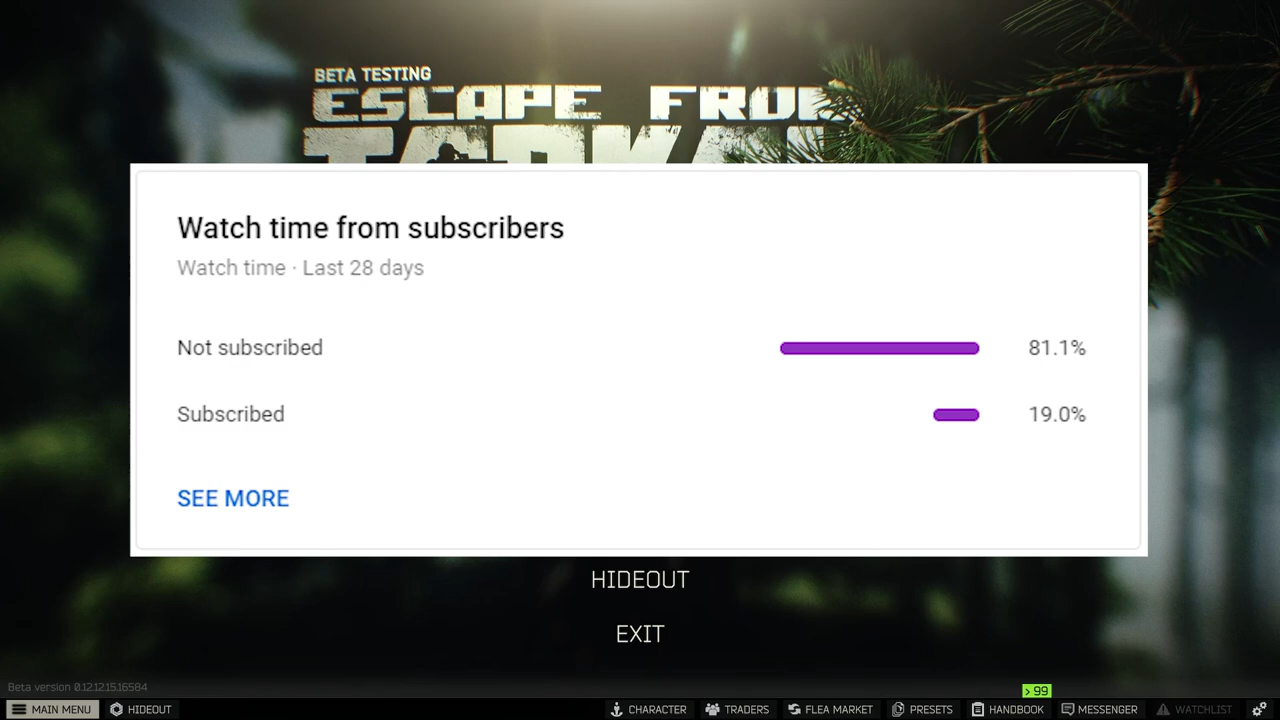 BETA TESTING
ESCAPE FROM
Watch time from subscribers
Watch time · Last 28 days
Not subscribed 81.1%
Subscribed 19.0%
SEE MORE
HIDEOUT
EXIT
Beta version 0.12.12.15.16584
> 99
MAIN MENU HIDEOUT CHARACTER TRADERS FLEA MARKET PRESETS HANDBOOK MESSENGER WATCHLIST